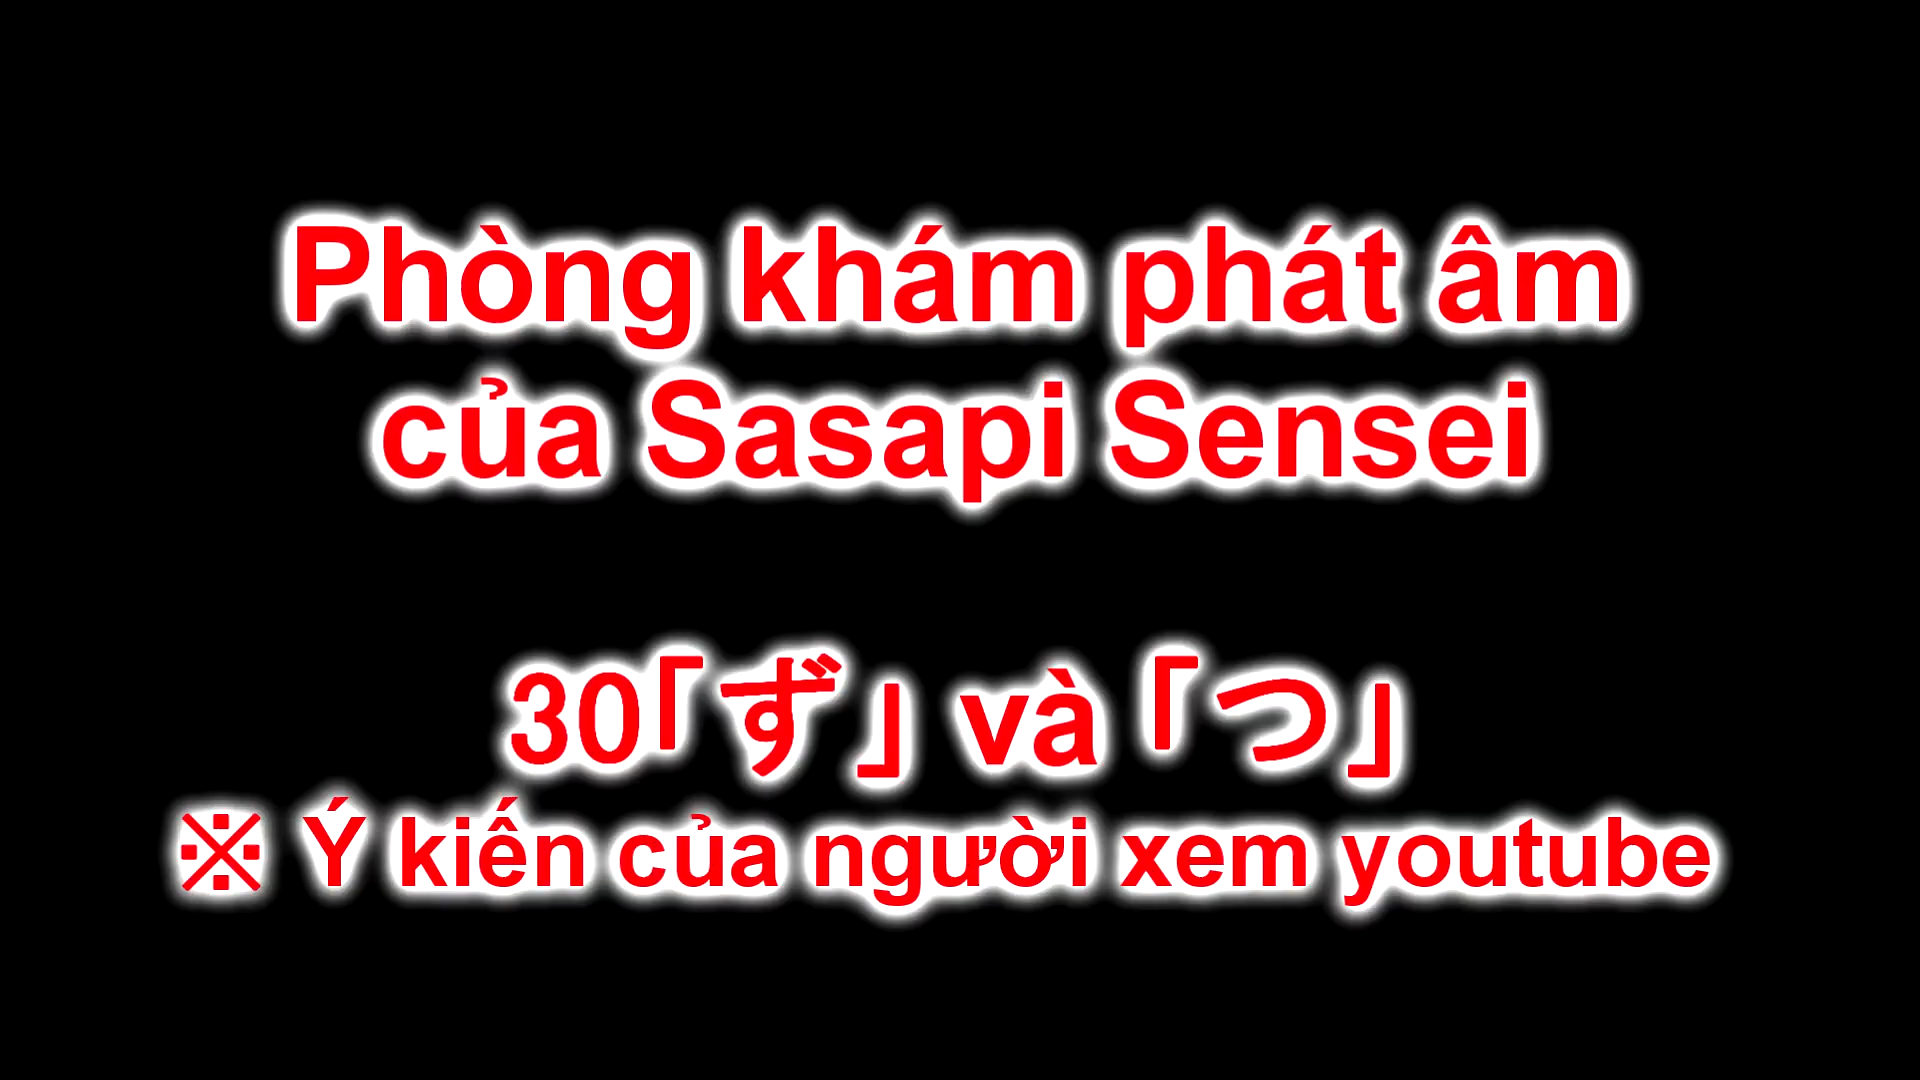 Phòng khám phát âm
của Sasapi Sensei
30「ず」 và 「つ」
※ Ý kiến của người xem youtube